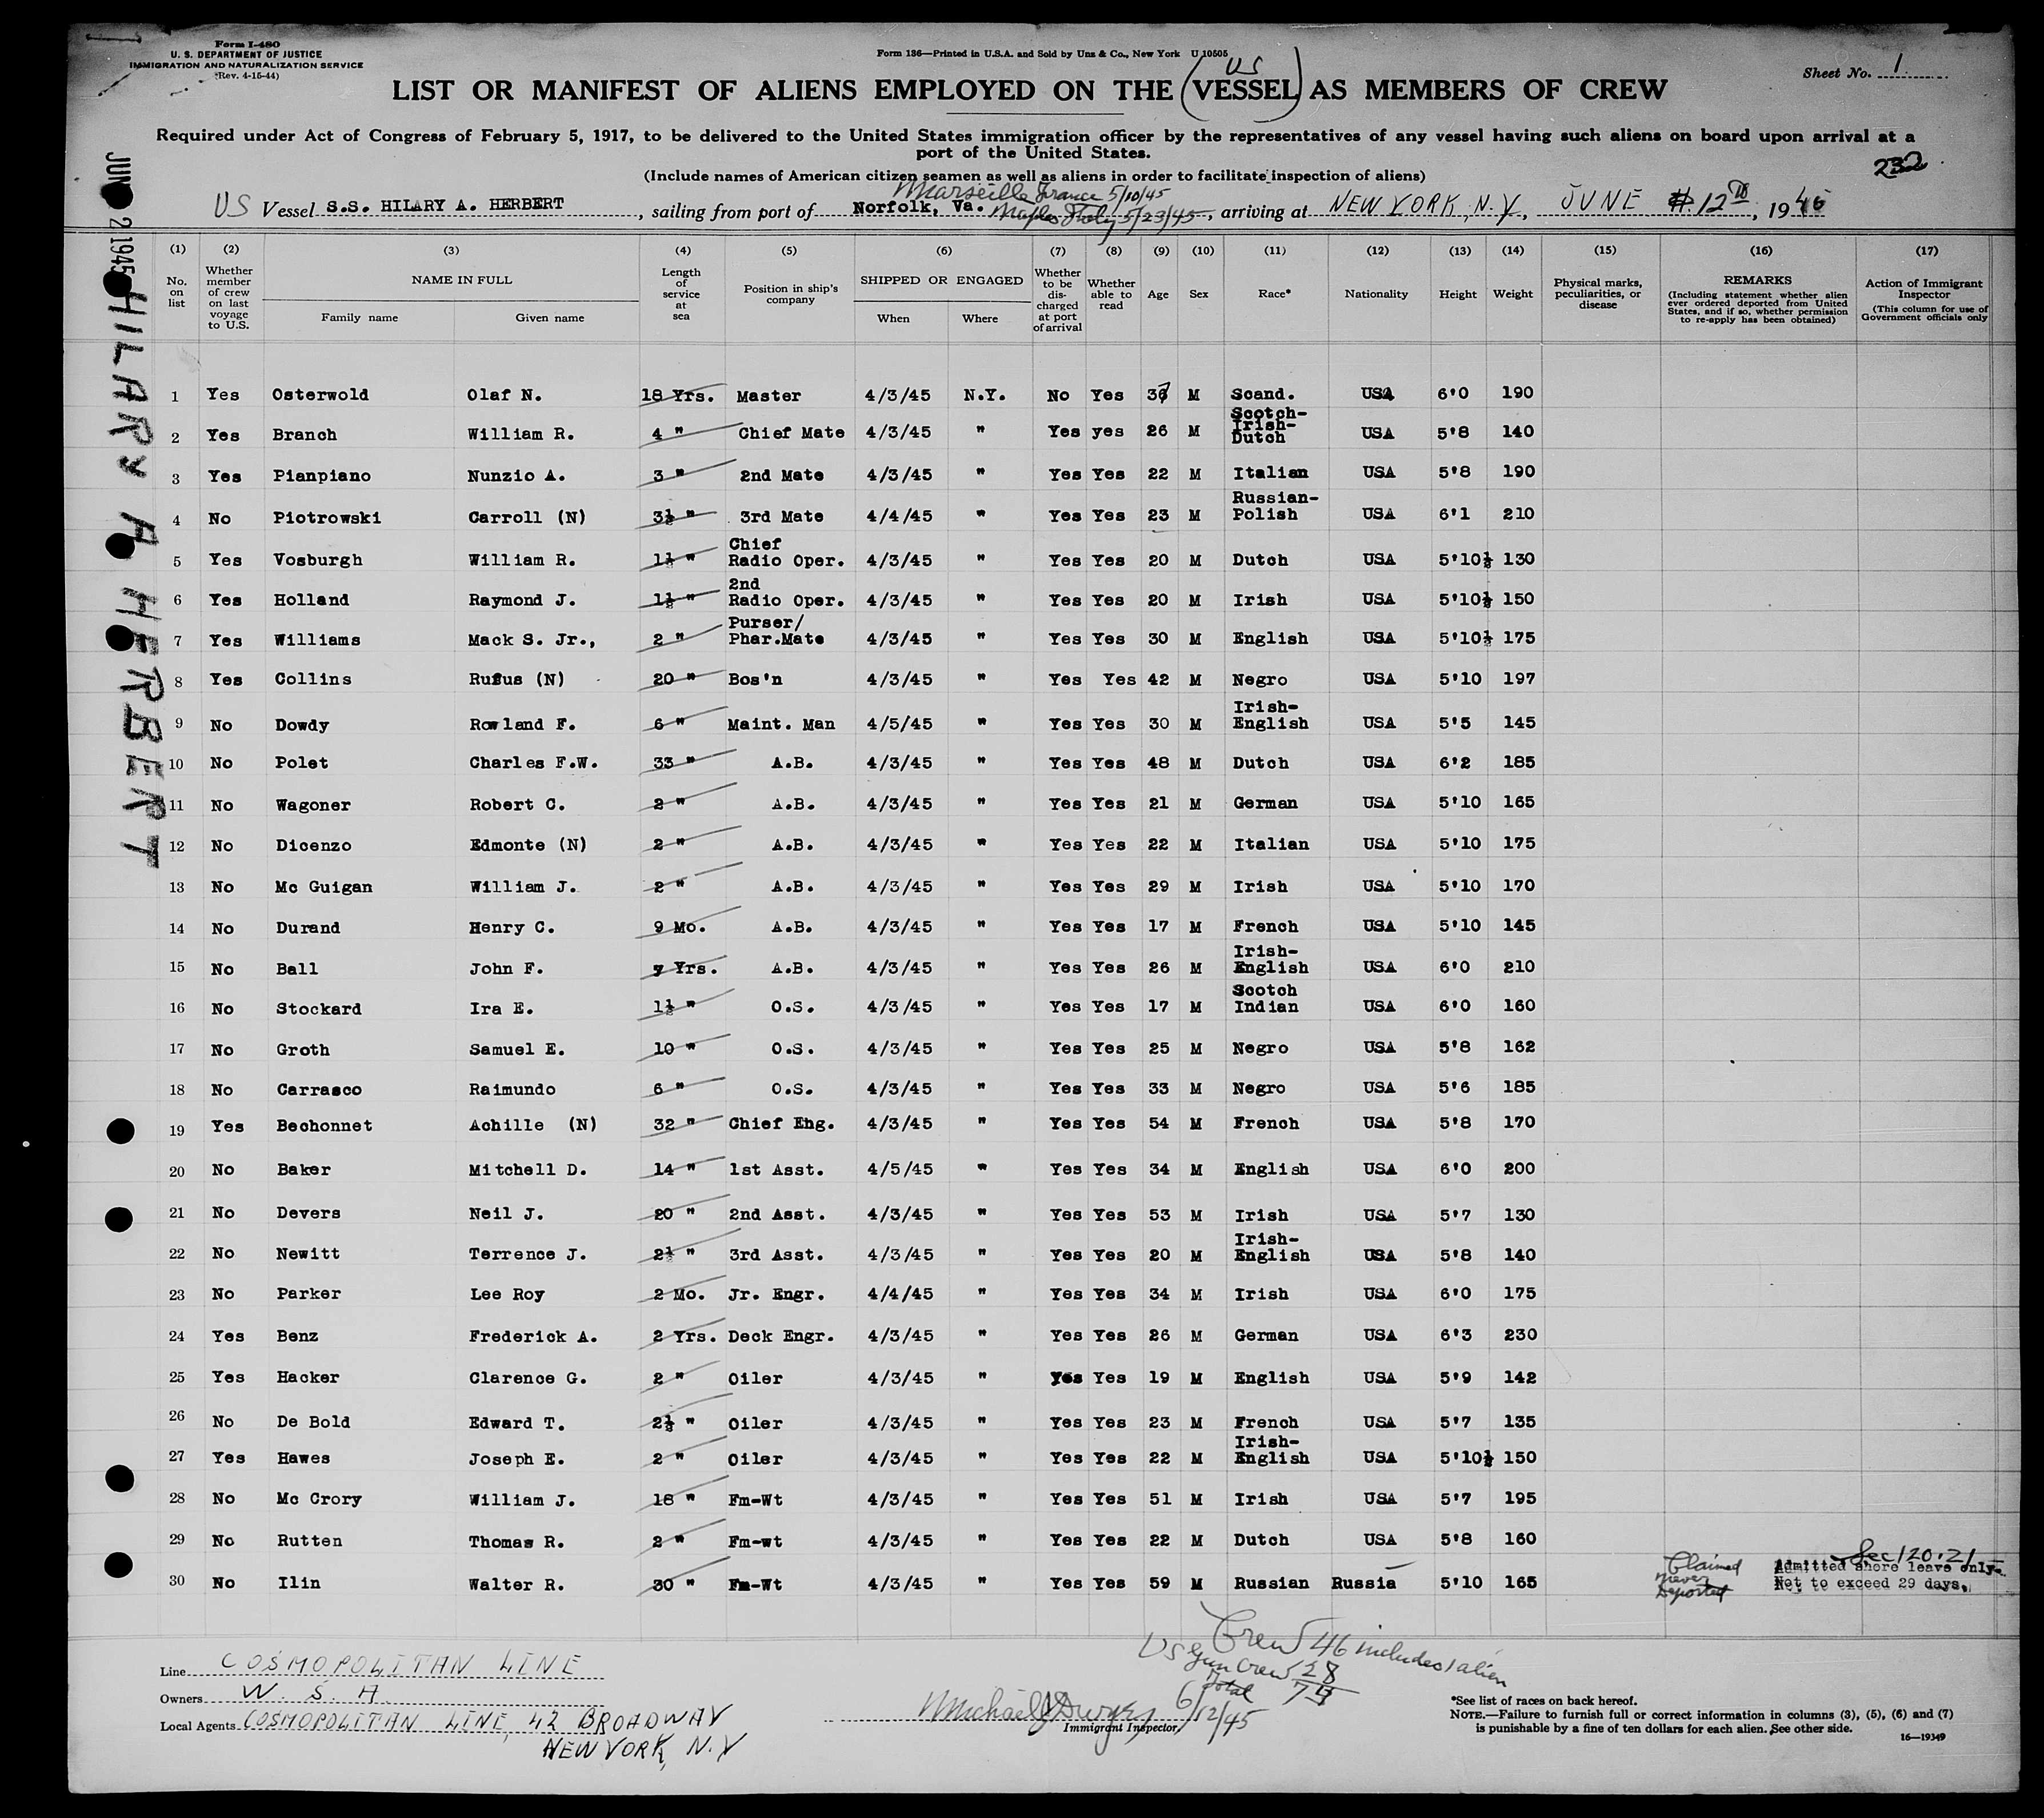 Form I-480
U. S. DEPARTMENT OF JUSTICE
IMMIGRATION AND NATURALIZATION SERVICE
(Rev. 4-15-44)
Form 136—Printed in U.S.A. and Sold by Unz & Co., New York U 10505
Sheet No. 1
US
LIST OR MANIFEST OF ALIENS EMPLOYED ON THE (VESSEL) AS MEMBERS OF CREW
Required under Act of Congress of February 5, 1917, to be delivered to the United States immigration officer by the representatives of any vessel having such aliens on board upon arrival at a
port of the United States.
232
(Include names of American citizen seamen as well as aliens in order to facilitate inspection of aliens)
Marseille France 5/10/45
US Vessel S.S. HILARY A. HERBERT, sailing from port of Norfolk, Va. Naples Italy 5/23/45, arriving at NEW YORK, N.Y., JUNE 12th, 1945
JUN 2 1945
HILARY A HERBERT
(1) (2) (3) (4) (5) (6) (7) (8) (9) (10) (11) (12) (13) (14) (15) (16) (17)
No. on list
Whether member of crew on last voyage to U.S.
NAME IN FULL
Family name
Given name
Length of service at sea
Position in ship's company
SHIPPED OR ENGAGED
When
Where
Whether to be discharged at port of arrival
Whether able to read
Age
Sex
Race*
Nationality
Height
Weight
Physical marks, peculiarities, or disease
REMARKS
(Including statement whether alien ever ordered deported from United States, and if so, whether permission to re-apply has been obtained)
Action of Immigrant Inspector
(This column for use of Government officials only
1 Yes Osterwold Olaf N. 18 Yrs. Master 4/3/45 N.Y. No Yes 37 M Scand. USA 6'0 190
2 Yes Branch William R. 4 " Chief Mate 4/3/45 " Yes yes 26 M Scotch-Irish-Dutch USA 5'8 140
3 Yes Pianpiano Nunzio A. 3 " 2nd Mate 4/3/45 " Yes Yes 22 M Italian USA 5'8 190
4 No Piotrowski Carroll (N) 3½ " 3rd Mate 4/4/45 " Yes Yes 23 M Russian-Polish USA 6'1 210
5 Yes Vosburgh William R. 1½ " Chief Radio Oper. 4/3/45 " Yes Yes 20 M Dutch USA 5'10½ 130
6 Yes Holland Raymond J. 1½ " 2nd Radio Oper. 4/3/45 " Yes Yes 20 M Irish USA 5'10½ 150
7 Yes Williams Mack S. Jr., 2 " Purser/Phar.Mate 4/3/45 " Yes Yes 30 M English USA 5'10½ 175
8 Yes Collins Rufus (N) 20 " Bos'n 4/3/45 " Yes Yes 42 M Negro USA 5'10 197
9 No Dowdy Rowland F. 6 " Maint. Man 4/5/45 " Yes Yes 30 M Irish-English USA 5'5 145
10 No Polet Charles F.W. 33 " A.B. 4/3/45 " Yes Yes 48 M Dutch USA 6'2 185
11 No Wagoner Robert C. 2 " A.B. 4/3/45 " Yes Yes 21 M German USA 5'10 165
12 No Dicenzo Edmonte (N) 2 " A.B. 4/3/45 " Yes Yes 22 M Italian USA 5'10 175
13 No Mc Guigan William J. 2 " A.B. 4/3/45 " Yes Yes 29 M Irish USA 5'10 170
14 No Durand Henry C. 9 Mo. A.B. 4/3/45 " Yes Yes 17 M French USA 5'10 145
15 No Ball John F. 7 Yrs. A.B. 4/3/45 " Yes Yes 26 M Irish-English USA 6'0 210
16 No Stockard Ira E. 1½ " O.S. 4/3/45 " Yes Yes 17 M Scotch Indian USA 6'0 160
17 No Groth Samuel E. 10 " O.S. 4/3/45 " Yes Yes 25 M Negro USA 5'8 162
18 No Carrasco Raimundo 6 " O.S. 4/3/45 " Yes Yes 33 M Negro USA 5'6 185
19 Yes Bechonnet Achille (N) 32 " Chief Eng. 4/3/45 " Yes Yes 54 M French USA 5'8 170
20 No Baker Mitchell D. 14 " 1st Asst. 4/5/45 " Yes Yes 34 M English USA 6'0 200
21 No Devers Neil J. 20 " 2nd Asst. 4/3/45 " Yes Yes 53 M Irish USA 5'7 130
22 No Newitt Terrence J. 2½ " 3rd Asst. 4/3/45 " Yes Yes 20 M Irish-English USA 5'8 140
23 No Parker Lee Roy 2 Mo. Jr. Engr. 4/4/45 " Yes Yes 34 M Irish USA 6'0 175
24 Yes Benz Frederick A. 2 Yrs. Deck Engr. 4/3/45 " Yes Yes 26 M German USA 6'3 230
25 Yes Hacker Clarence G. 2 " Oiler 4/3/45 " Yes Yes 19 M English USA 5'9 142
26 No De Bold Edward T. 2½ " Oiler 4/3/45 " Yes Yes 23 M French USA 5'7 135
27 Yes Hawes Joseph E. 2 " Oiler 4/3/45 " Yes Yes 22 M Irish-English USA 5'10½ 150
28 No Mc Crory William J. 18 " Fm-Wt 4/3/45 " Yes Yes 51 M Irish USA 5'7 195
29 No Rutten Thomas R. 2 " Fm-wt 4/3/45 " Yes Yes 22 M Dutch USA 5'8 160
30 No Ilin Walter R. 30 " Fm-Wt 4/3/45 " Yes Yes 59 M Russian Russia 5'10 165 Claimed never Deported
Sec 120.21
Admitted shore leave only.
Not to exceed 29 days.
Crew 46 includes 1 alien
US Gun Crew 28
Total 74
Line COSMOPOLITAN LINE
Owners W. S. A.
Local Agents COSMOPOLITAN LINE, 42 BROADWAY
NEW YORK, N.Y
Michael J Dwyer 6/12/45
Immigrant Inspector
*See list of races on back hereof.
NOTE.—Failure to furnish full or correct information in columns (3), (5), (6) and (7)
is punishable by a fine of ten dollars for each alien. See other side.
16—19349